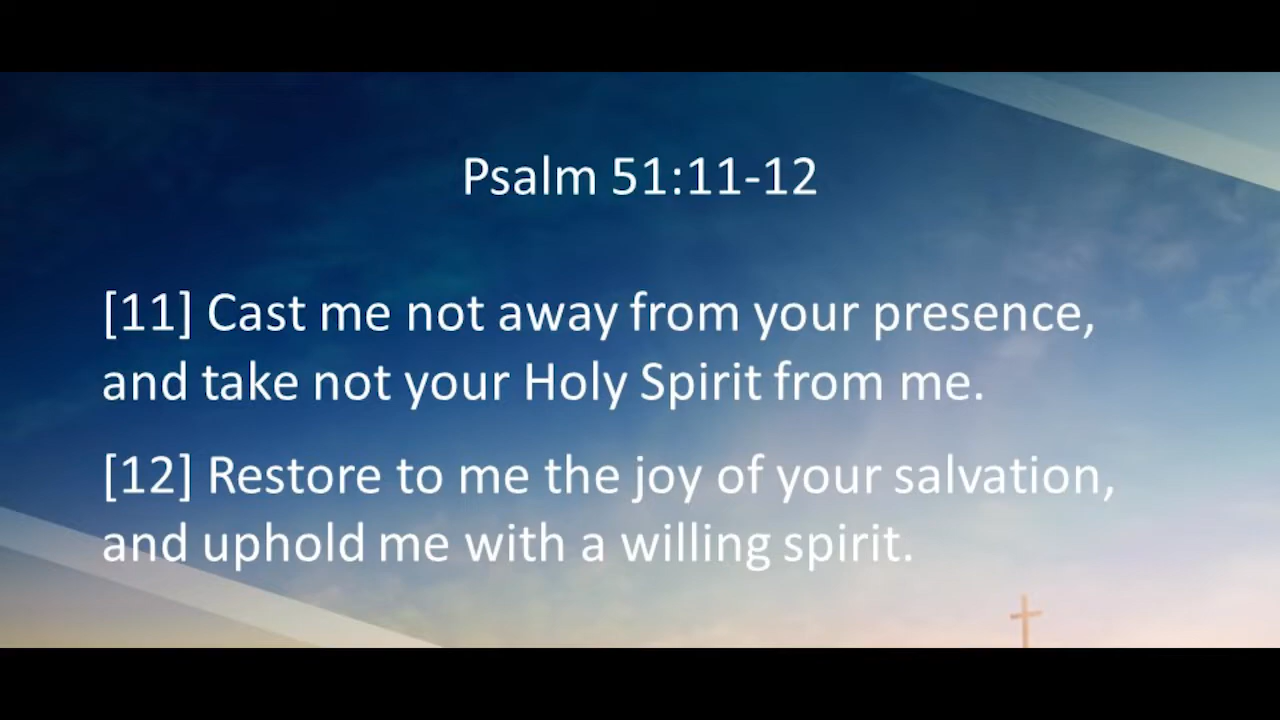 Psalm 51:11-12
[11] Cast me not away from your presence,
and take not your Holy Spirit from me.
[12] Restore to me the joy of your salvation,
and uphold me with a willing spirit.